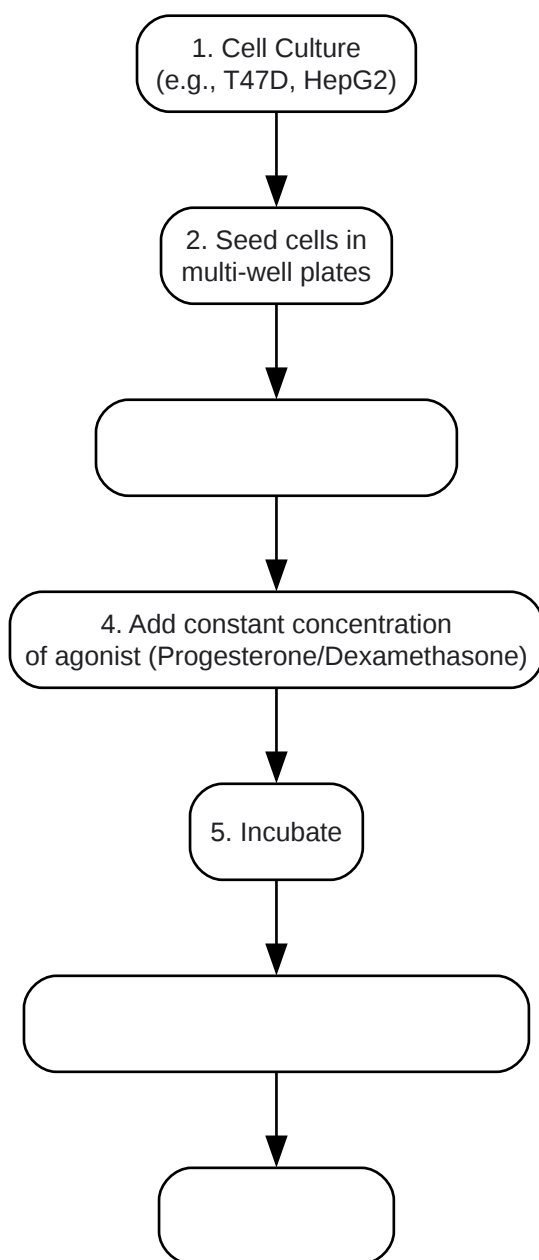 1. Cell Culture
(e.g., T47D, HepG2)
2. Seed cells in
multi-well plates
4. Add constant concentration
of agonist (Progesterone/Dexamethasone)
5. Incubate